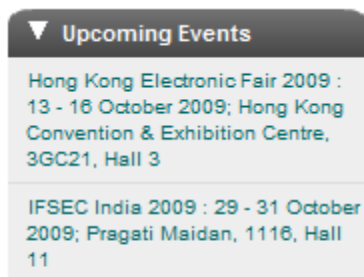 Upcoming Events
Hong Kong Electronic Fair 2009 :
13 - 16 October 2009; Hong Kong
Convention & Exhibition Centre,
3GC21, Hall 3
IFSEC India 2009 : 29 - 31 October
2009; Pragati Maidan, 1116, Hall
11